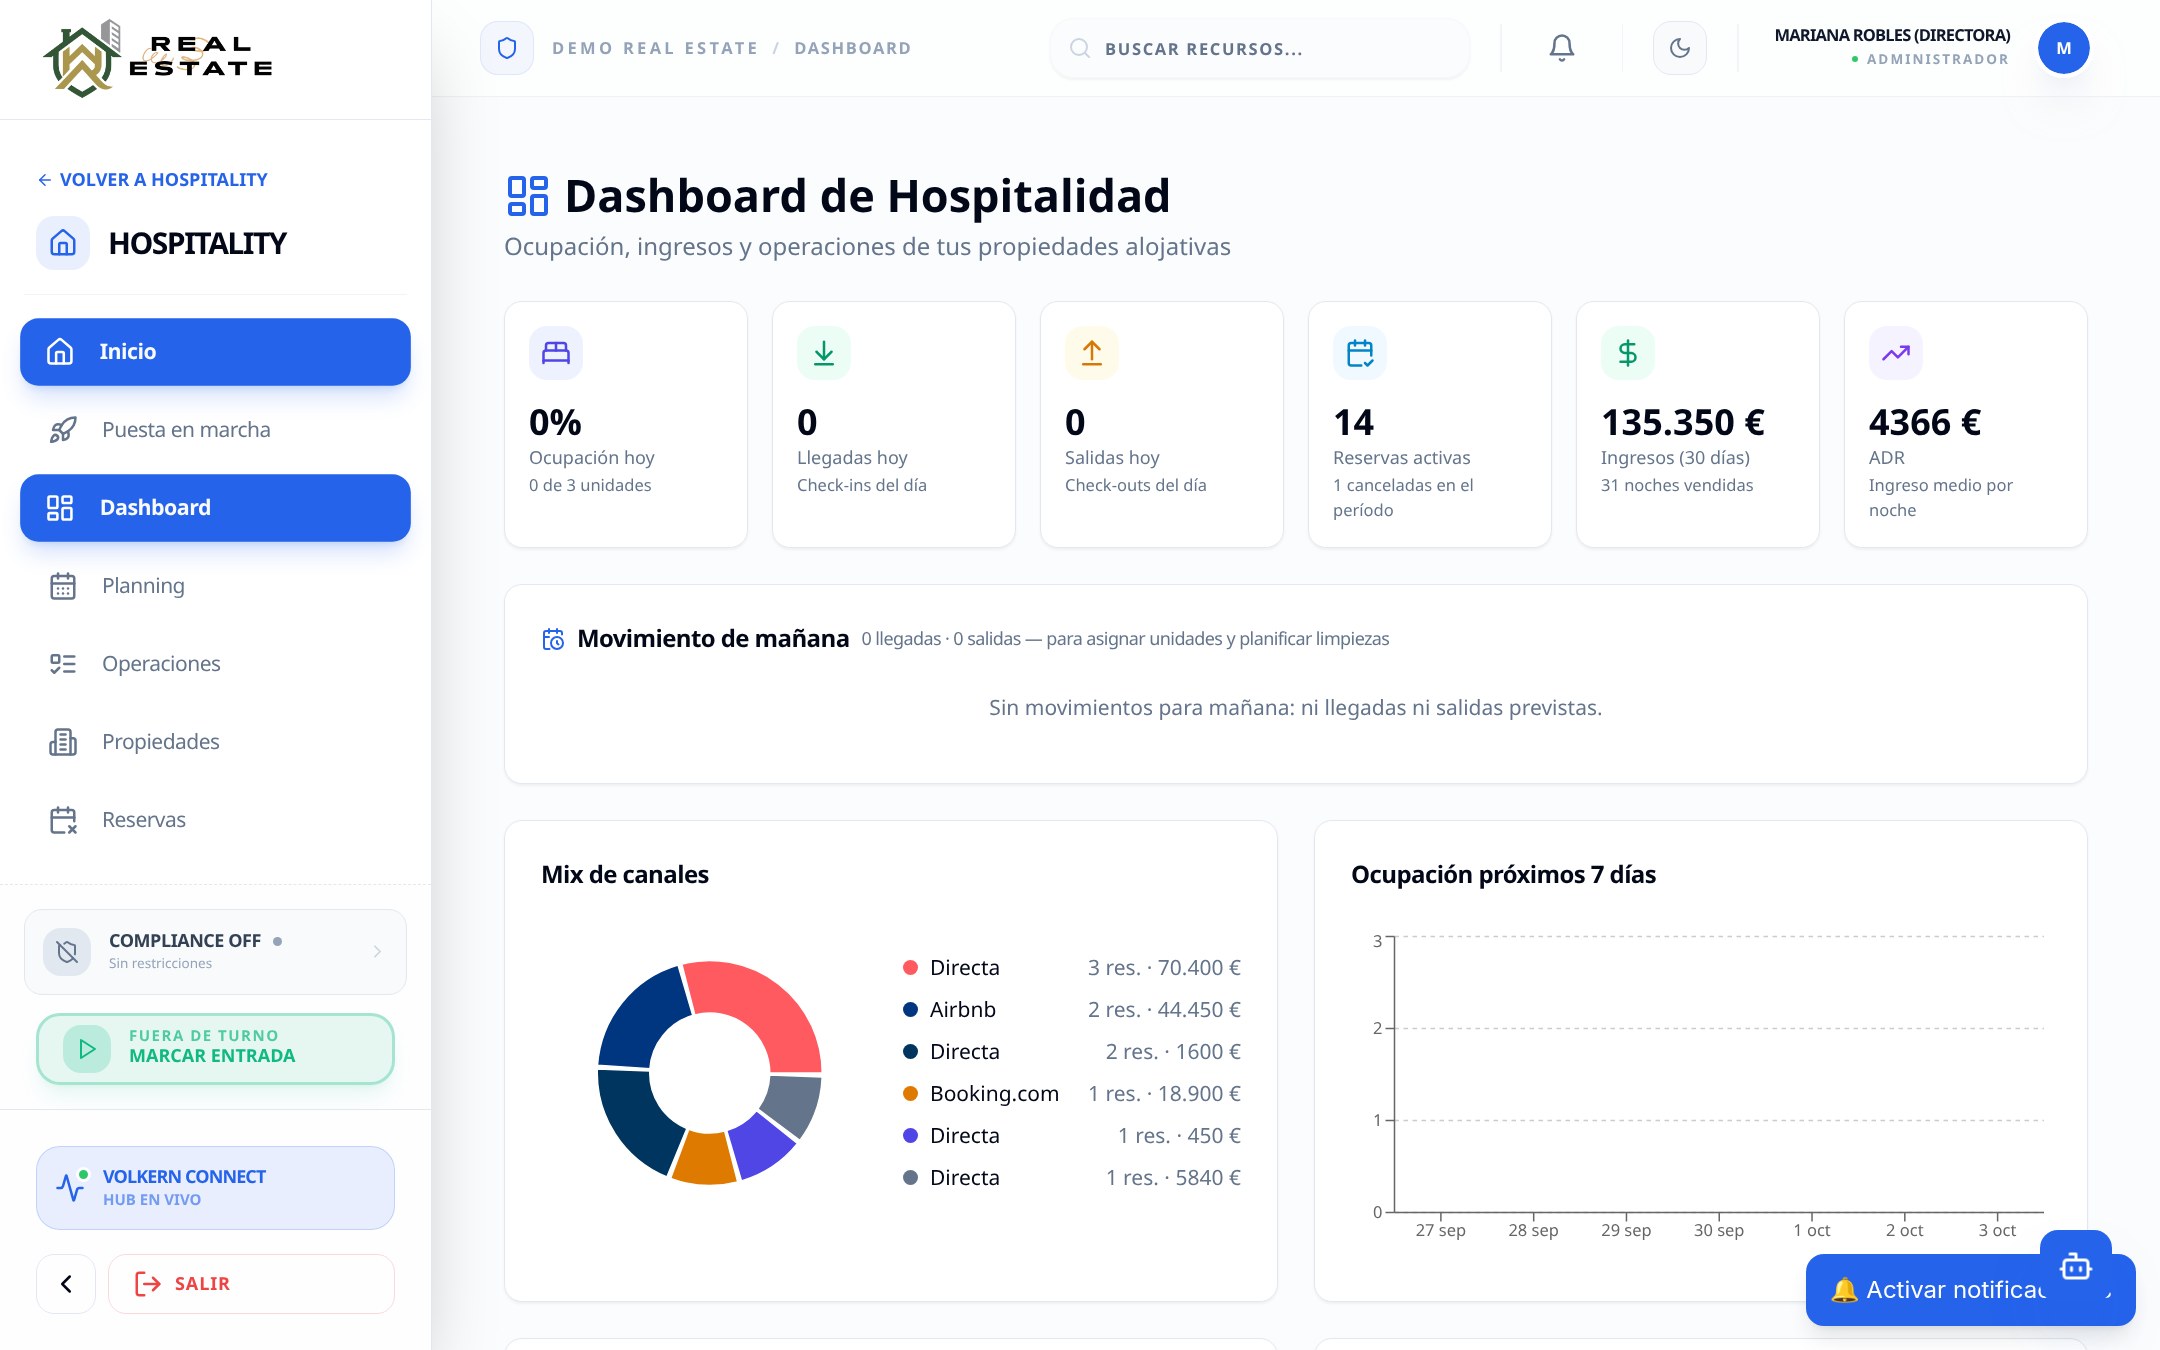 REAL
ESTATE
VOLVER A HOSPITALITY
HOSPITALITY
Inicio
Puesta en marcha
Dashboard
Planning
Operaciones
Propiedades
Reservas
COMPLIANCE OFF
Sin restricciones
FUERA DE TURNO
MARCAR ENTRADA
VOLKERN CONNECT
HUB EN VIVO
SALIR
DEMO REAL ESTATE / DASHBOARD
BUSCAR RECURSOS...
MARIANA ROBLES (DIRECTORA)
ADMINISTRADOR
M
Dashboard de Hospitalidad
Ocupación, ingresos y operaciones de tus propiedades alojativas
0%
Ocupación hoy
0 de 3 unidades
0
Llegadas hoy
Check-ins del día
0
Salidas hoy
Check-outs del día
14
Reservas activas
1 canceladas en el
período
135.350 €
Ingresos (30 días)
31 noches vendidas
4366 €
ADR
Ingreso medio por
noche
Movimiento de mañana 0 llegadas · 0 salidas — para asignar unidades y planificar limpiezas
Sin movimientos para mañana: ni llegadas ni salidas previstas.
Mix de canales
Directa 3 res. · 70.400 €
Airbnb 2 res. · 44.450 €
Directa 2 res. · 1600 €
Booking.com 1 res. · 18.900 €
Directa 1 res. · 450 €
Directa 1 res. · 5840 €
Ocupación próximos 7 días
3
2
1
0
27 sep 28 sep 29 sep 30 sep 1 oct 2 oct 3 oct
🔔 Activar